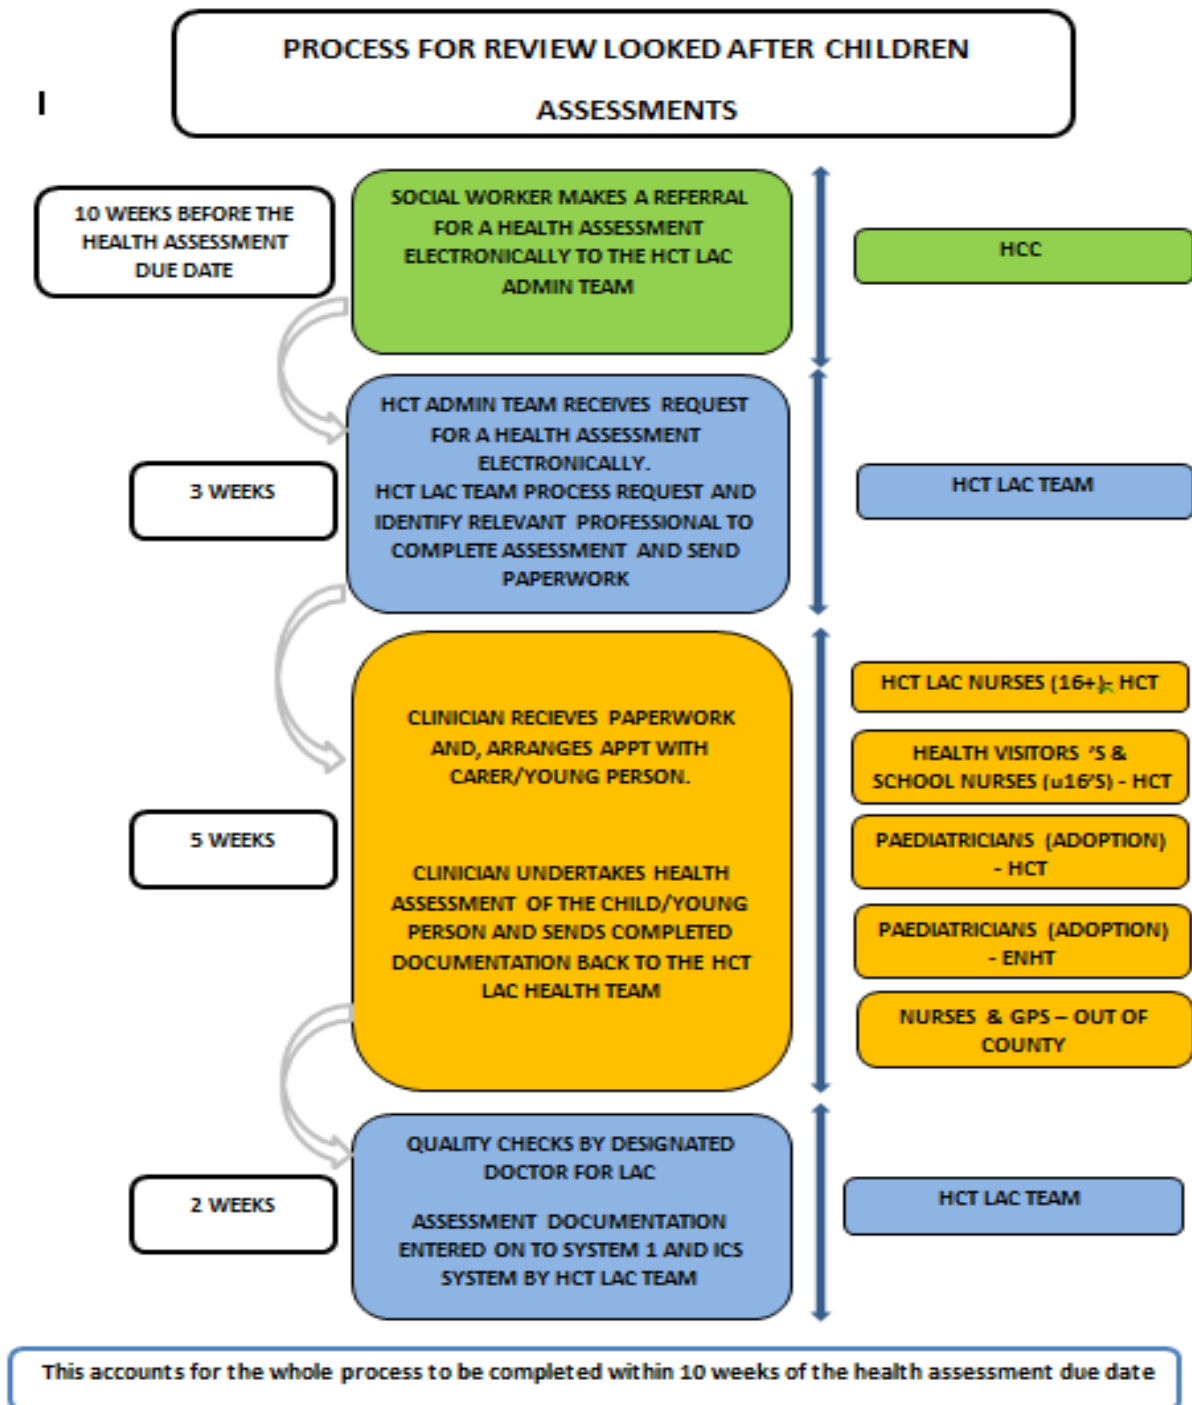 PROCESS FOR REVIEW LOOKED AFTER CHILDREN
ASSESSMENTS
I
10 WEEKS BEFORE THE
HEALTH ASSESSMENT
DUE DATE
SOCIAL WORKER MAKES A REFERRAL
FOR A HEALTH ASSESSMENT
ELECTRONICALLY TO THE HCT LAC
ADMIN TEAM
HCC
3 WEEKS
HCT ADMIN TEAM RECEIVES REQUEST
FOR A HEALTH ASSESSMENT
ELECTRONICALLY.
HCT LAC TEAM PROCESS REQUEST AND
IDENTIFY RELEVANT PROFESSIONAL TO
COMPLETE ASSESSMENT AND SEND
PAPERWORK
HCT LAC TEAM
5 WEEKS
CLINICIAN RECIEVES PAPERWORK
AND, ARRANGES APPT WITH
CARER/YOUNG PERSON.
CLINICIAN UNDERTAKES HEALTH
ASSESSMENT OF THE CHILD/YOUNG
PERSON AND SENDS COMPLETED
DOCUMENTATION BACK TO THE HCT
LAC HEALTH TEAM
HCT LAC NURSES (16+)- HCT
HEALTH VISITORS 'S &
SCHOOL NURSES (u16'S) - HCT
PAEDIATRICIANS (ADOPTION)
- HCT
PAEDIATRICIANS (ADOPTION)
- ENHT
NURSES & GPS – OUT OF
COUNTY
2 WEEKS
QUALITY CHECKS BY DESIGNATED
DOCTOR FOR LAC
ASSESSMENT DOCUMENTATION
ENTERED ON TO SYSTEM 1 AND ICS
SYSTEM BY HCT LAC TEAM
HCT LAC TEAM
This accounts for the whole process to be completed within 10 weeks of the health assessment due date